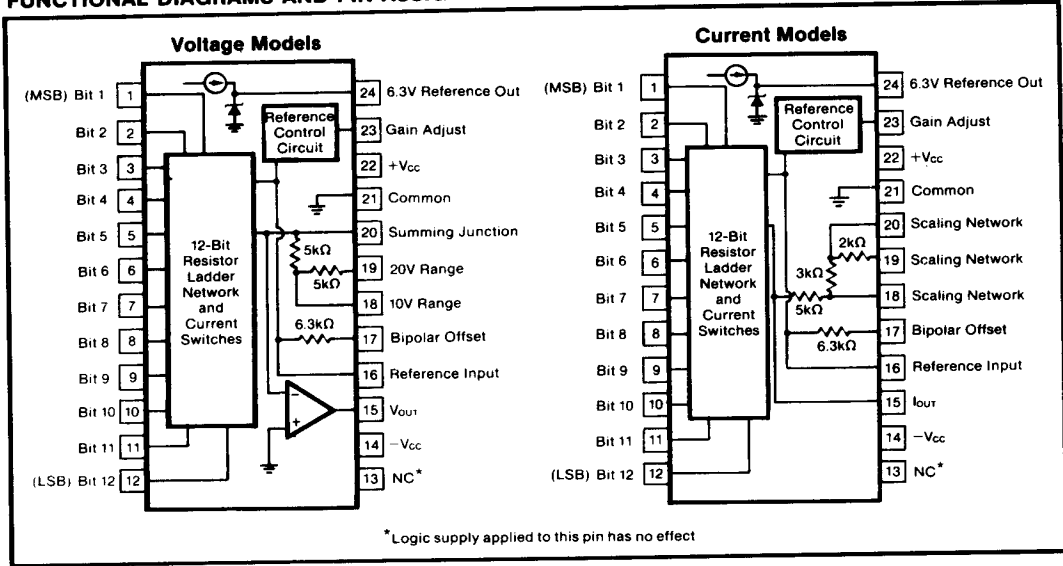 Voltage Models
(MSB) Bit 1 1
Bit 2 2
Bit 3 3
Bit 4 4
Bit 5 5
Bit 6 6
Bit 7 7
Bit 8 8
Bit 9 9
Bit 10 10
Bit 11 11
(LSB) Bit 12 12
12-Bit
Resistor
Ladder
Network
and
Current
Switches
Reference
Control
Circuit
5kΩ
5kΩ
6.3kΩ
−
+
24 6.3V Reference Out
23 Gain Adjust
22 +Vcc
21 Common
20 Summing Junction
19 20V Range
18 10V Range
17 Bipolar Offset
16 Reference Input
15 VOUT
14 −Vcc
13 NC*
Current Models
(MSB) Bit 1 1
Bit 2 2
Bit 3 3
Bit 4 4
Bit 5 5
Bit 6 6
Bit 7 7
Bit 8 8
Bit 9 9
Bit 10 10
Bit 11 11
(LSB) Bit 12 12
12-Bit
Resistor
Ladder
Network
and
Current
Switches
Reference
Control
Circuit
2kΩ
3kΩ
5kΩ
6.3kΩ
24 6.3V Reference Out
23 Gain Adjust
22 +Vcc
21 Common
20 Scaling Network
19 Scaling Network
18 Scaling Network
17 Bipolar Offset
16 Reference Input
15 IOUT
14 −Vcc
13 NC*
*Logic supply applied to this pin has no effect